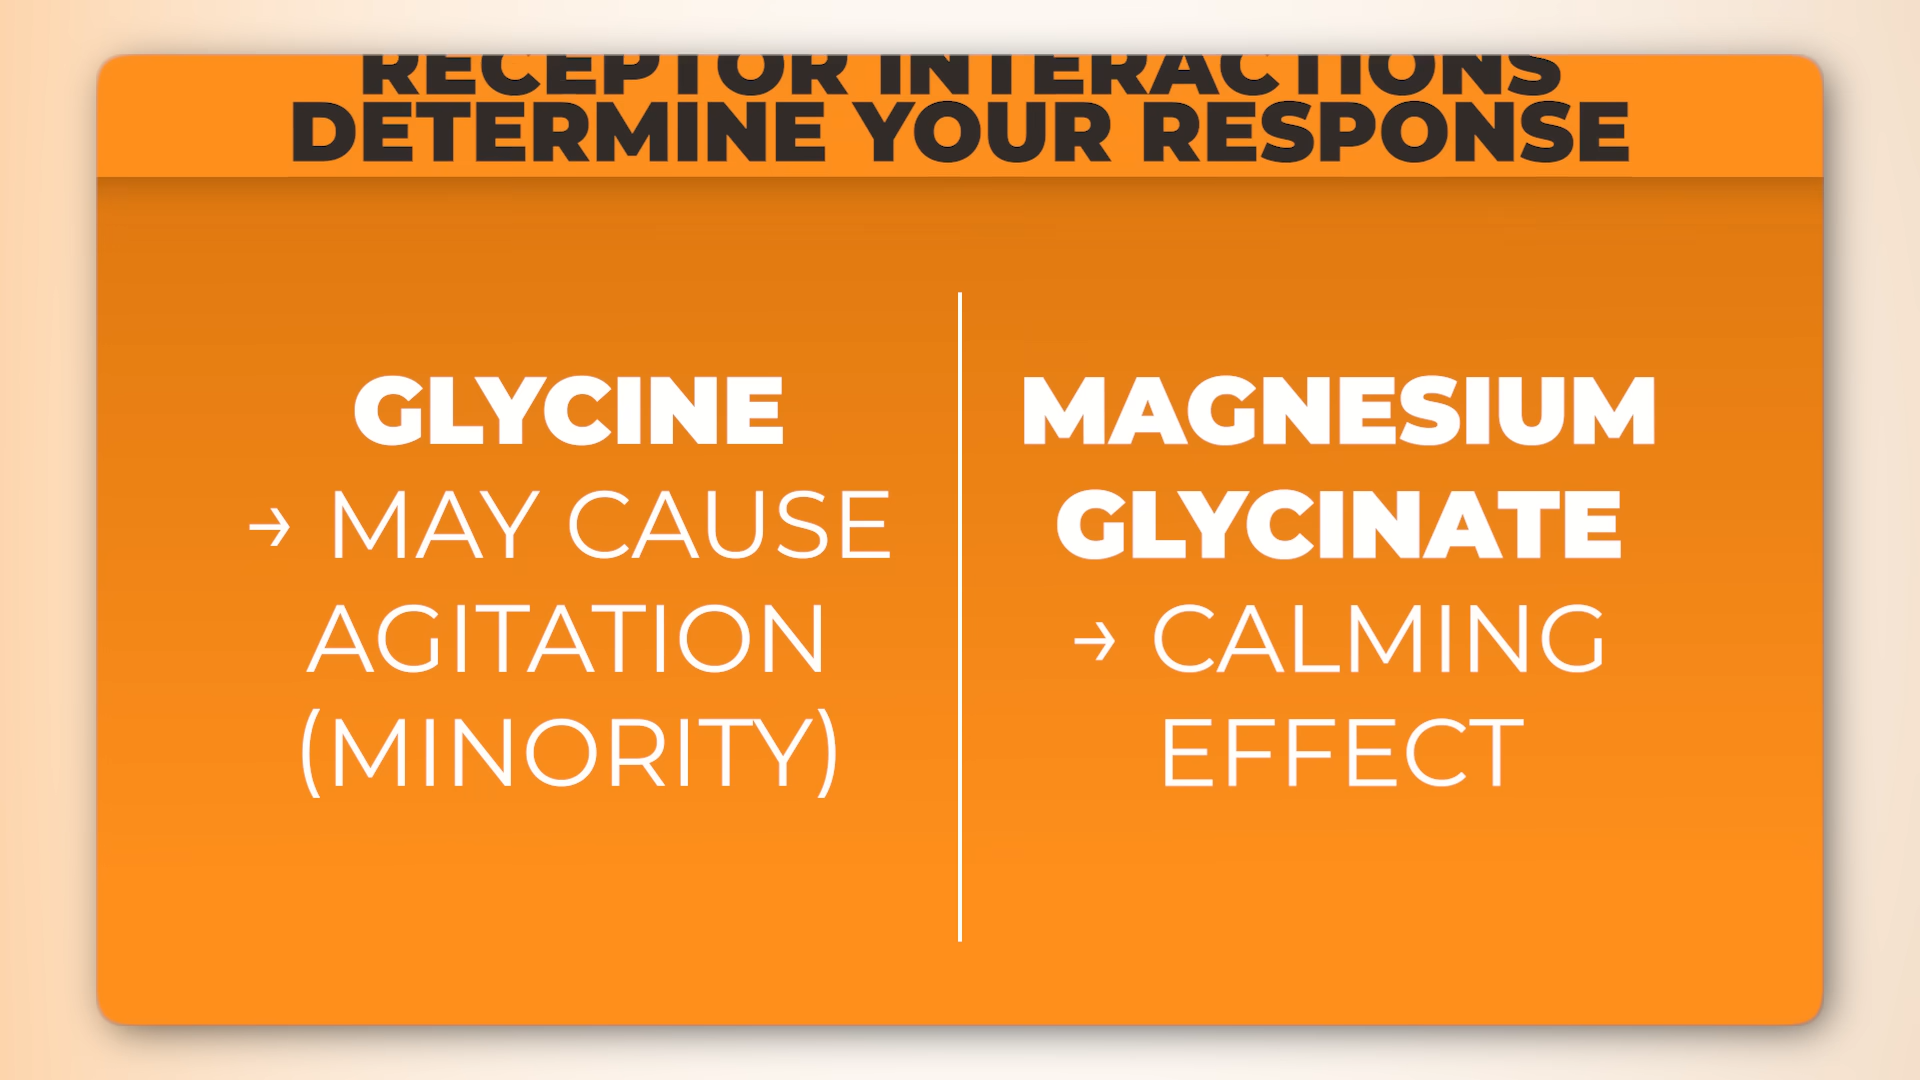 RECEPTOR INTERACTIONS
DETERMINE YOUR RESPONSE
GLYCINE
→ MAY CAUSE
AGITATION
(MINORITY)
MAGNESIUM
GLYCINATE
→ CALMING
EFFECT